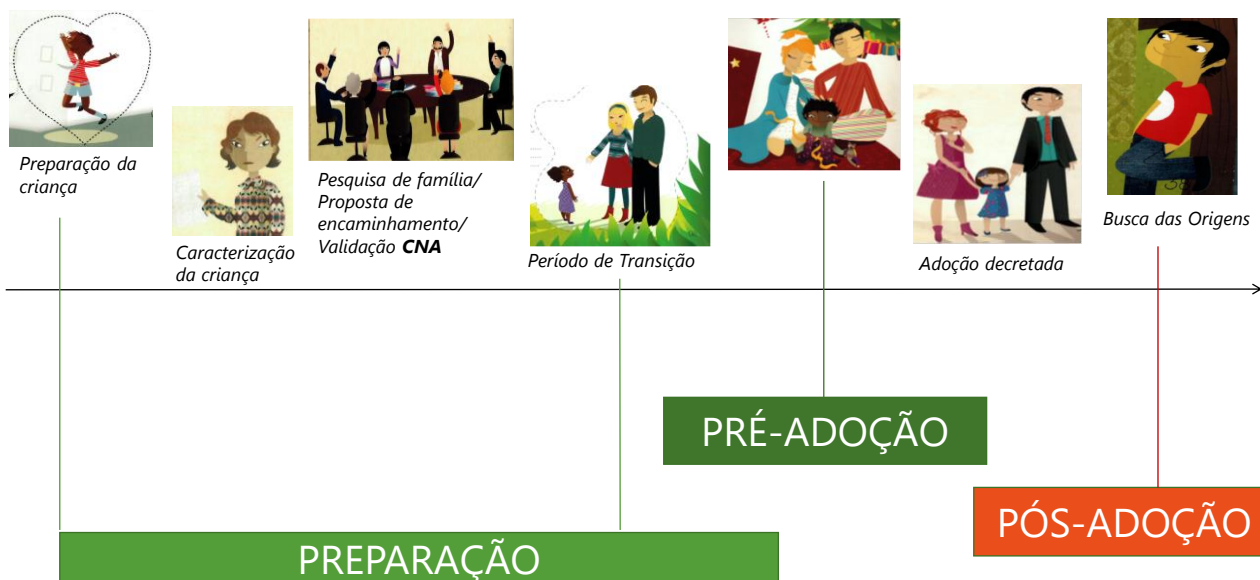 Preparação da
criança
Caracterização
da criança
Pesquisa de família/
Proposta de
encaminhamento/
Validação CNA
Período de Transição
Adoção decretada
Busca das Origens
PRÉ-ADOÇÃO
PÓS-ADOÇÃO
PREPARAÇÃO